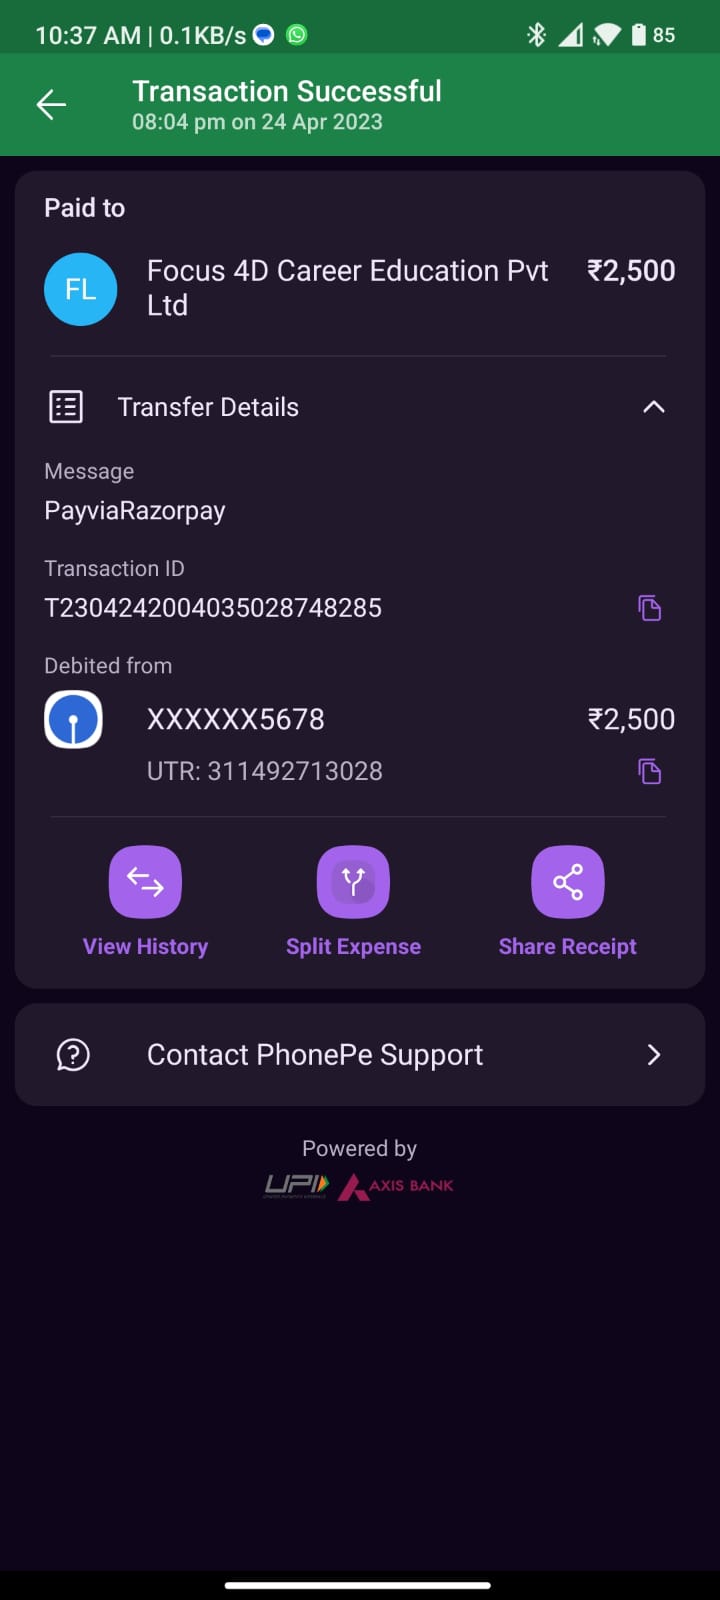 10:37 AM | 0.1KB/s
85
Transaction Successful
08:04 pm on 24 Apr 2023
Paid to
FL
Focus 4D Career Education Pvt ₹2,500
Ltd
Transfer Details
Message
PayviaRazorpay
Transaction ID
T2304242004035028748285
Debited from
XXXXXX5678 ₹2,500
UTR: 311492713028
View History Split Expense Share Receipt
Contact PhonePe Support
Powered by
UPI AXIS BANK